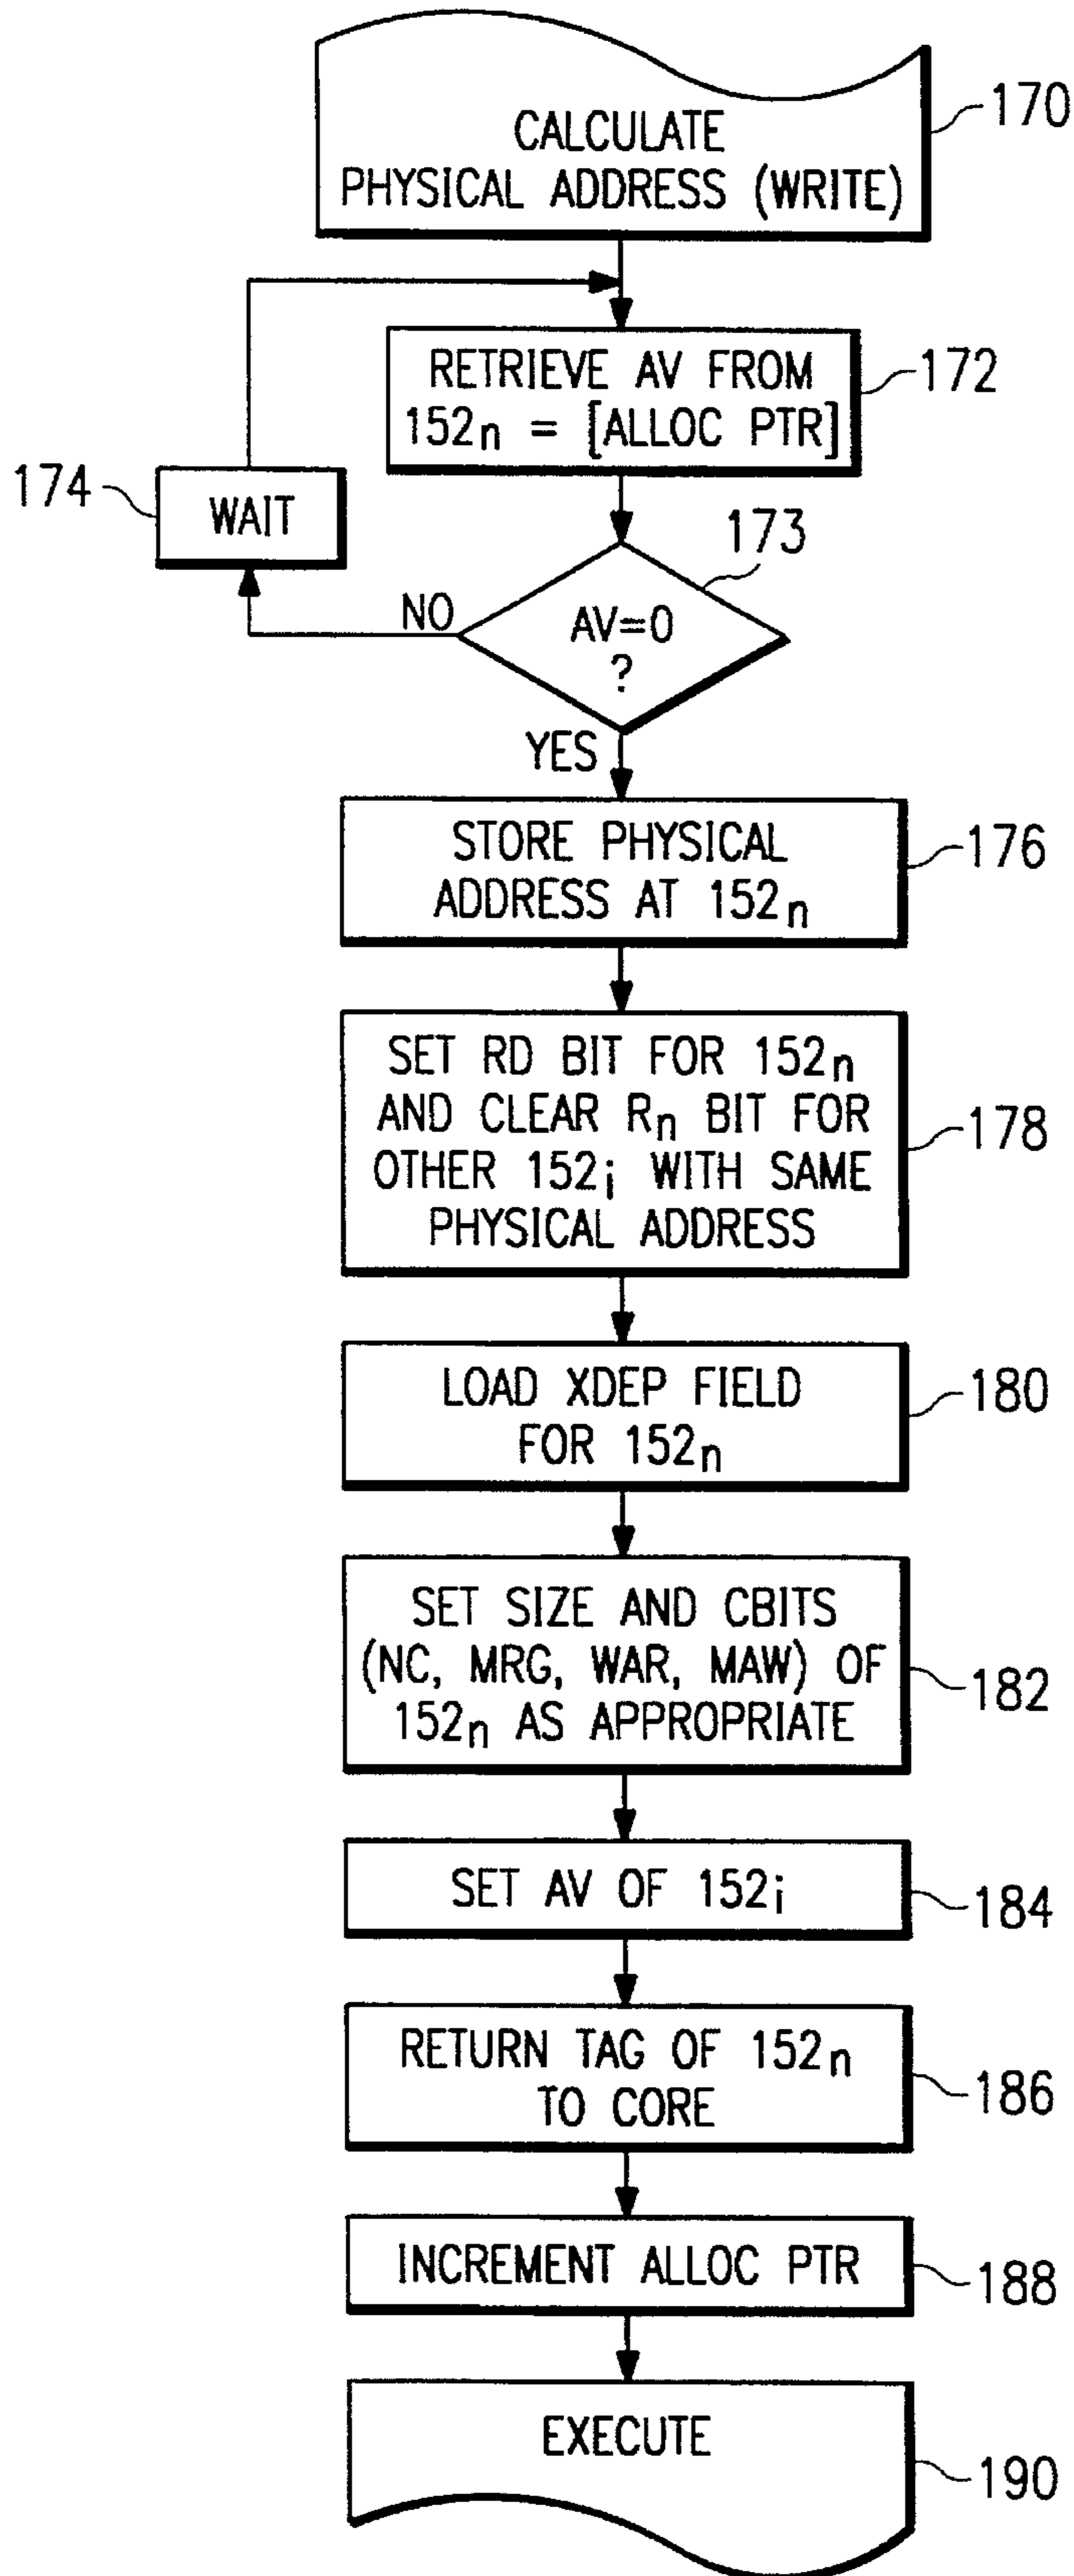 CALCULATE
PHYSICAL ADDRESS (WRITE)
170
RETRIEVE AV FROM
152n = [ALLOC PTR]
172
174
WAIT
173
NO
AV=0
?
YES
STORE PHYSICAL
ADDRESS AT 152n
176
SET RD BIT FOR 152n
AND CLEAR Rn BIT FOR
OTHER 152i WITH SAME
PHYSICAL ADDRESS
178
LOAD XDEP FIELD
FOR 152n
180
SET SIZE AND CBITS
(NC, MRG, WAR, MAW) OF
152n AS APPROPRIATE
182
SET AV OF 152i
184
RETURN TAG OF 152n
TO CORE
186
INCREMENT ALLOC PTR
188
EXECUTE
190